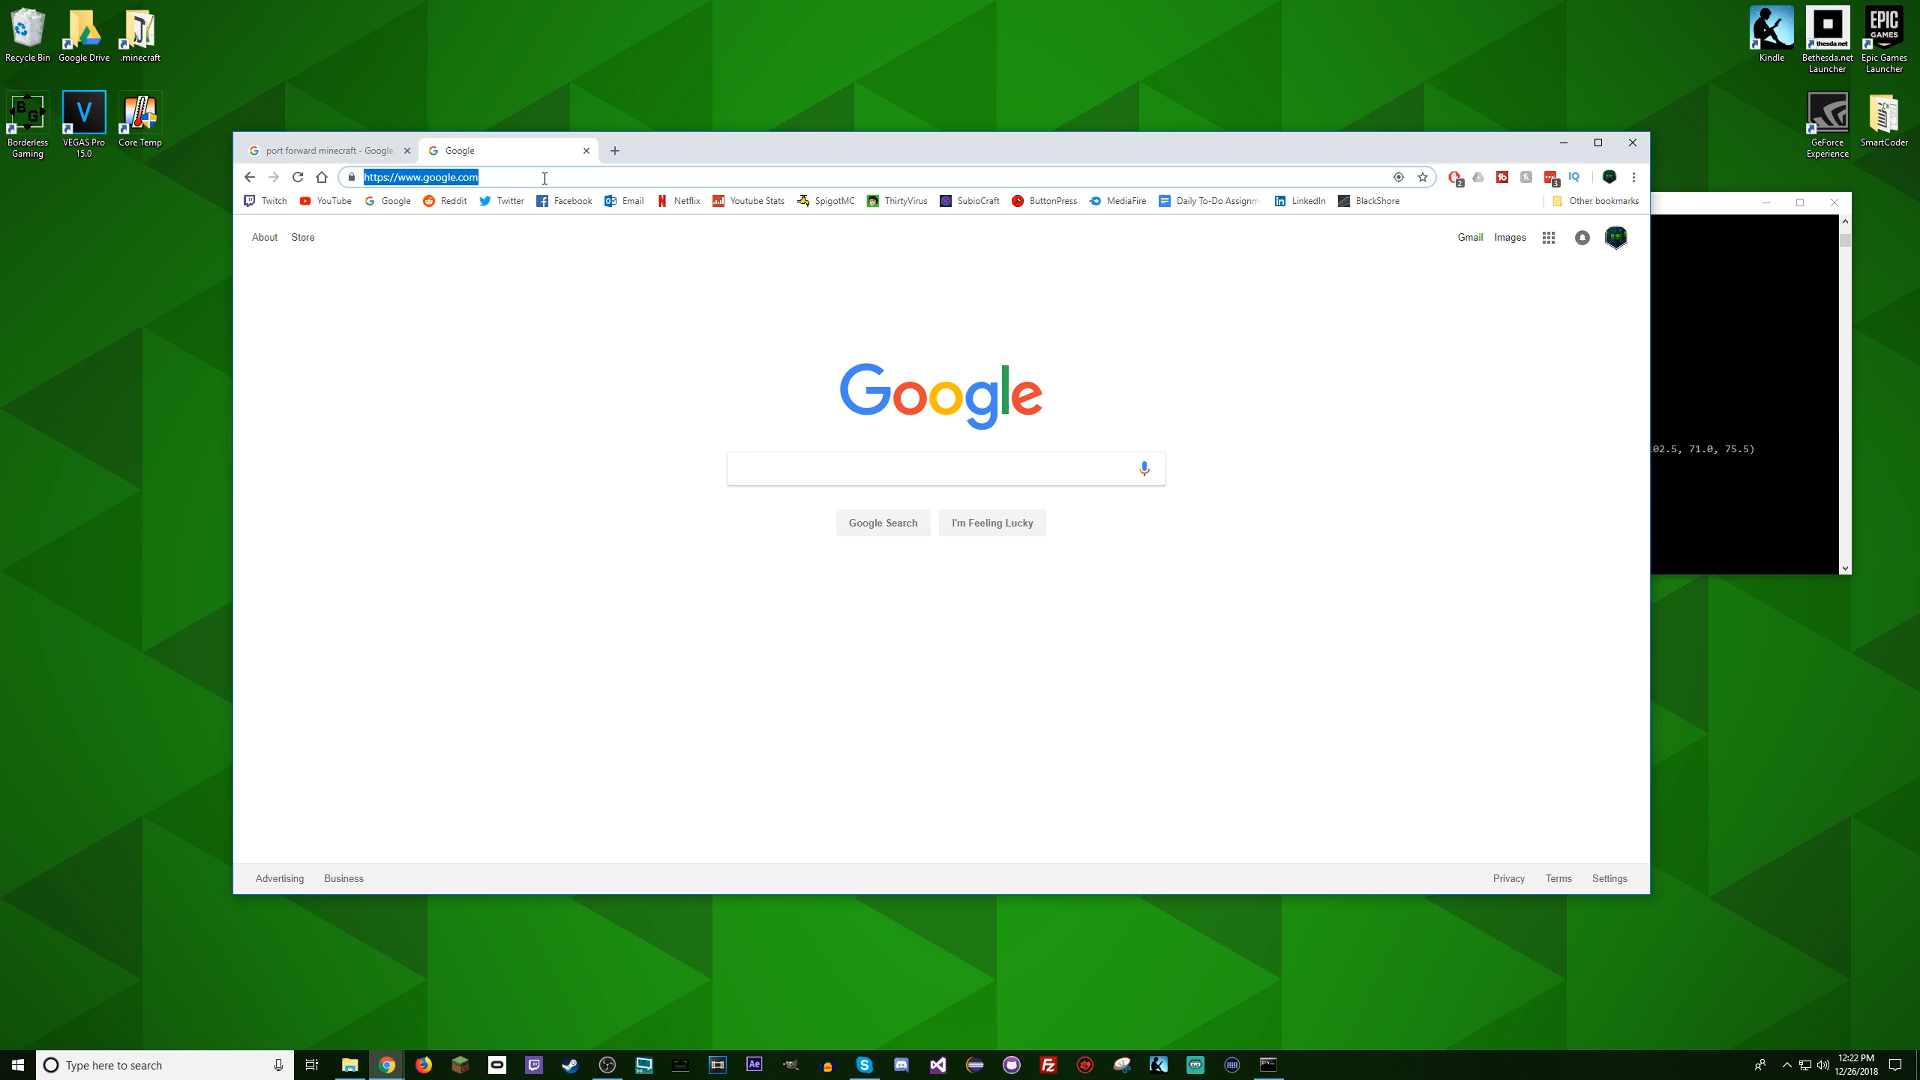 Recycle Bin
Google Drive
.minecraft
Borderless Gaming
VEGAS Pro 15.0
Core Temp
Kindle
Bethesda.net Launcher
Epic Games Launcher
GeForce Experience
SmartCoder
EPIC GAMES
port forward minecraft - Google
Google
https://www.google.com
Twitch
YouTube
Google
Reddit
Twitter
Facebook
Email
Netflix
Youtube Stats
SpigotMC
ThirtyVirus
SubioCraft
ButtonPress
MediaFire
Daily To-Do Assignm
LinkedIn
BlackShore
Other bookmarks
About
Store
Gmail
Images
Google
Google Search
I'm Feeling Lucky
02.5, 71.0, 75.5)
Advertising
Business
Privacy
Terms
Settings
Type here to search
12:22 PM
12/26/2018